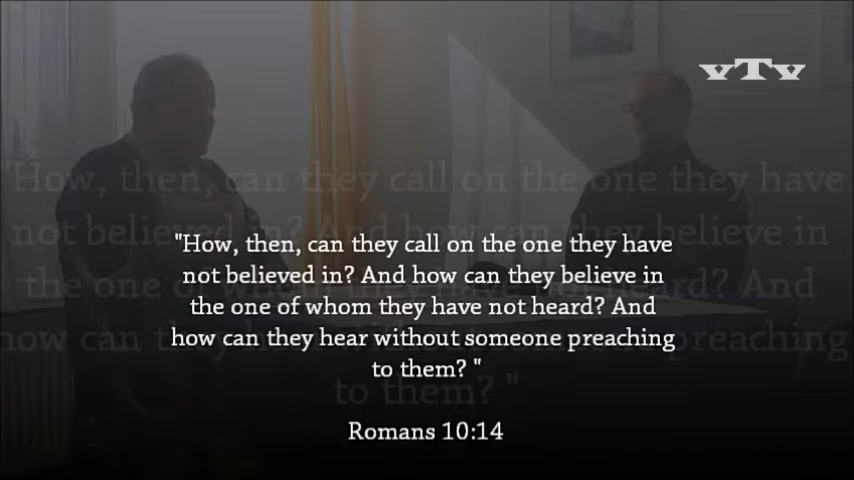 vTv
"How, then, can they call on the one they have
not believed in? And how can they believe in
the one of whom they have not heard? And
how can they hear without someone preaching
to them? "
Romans 10:14